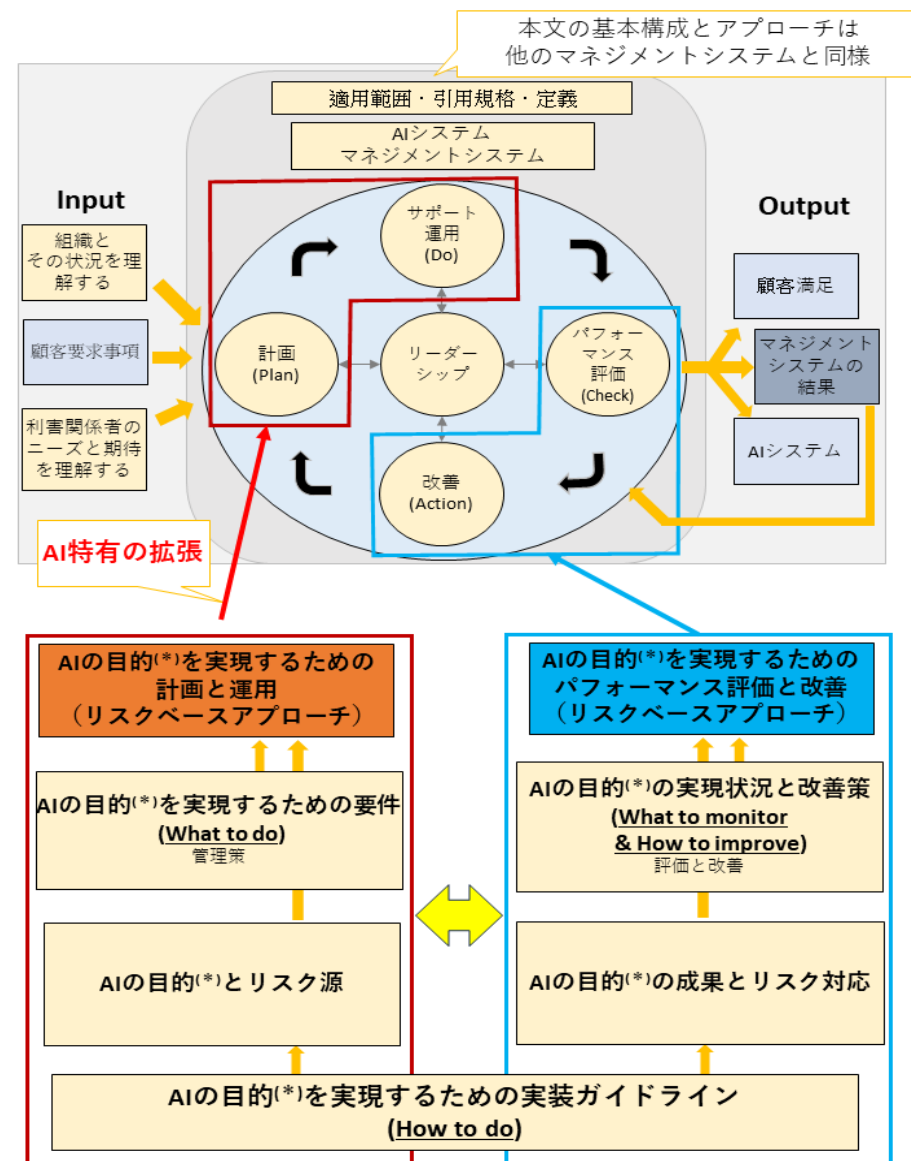 本文の基本構成とアプローチは
他のマネジメントシステムと同様
適用範囲・引用規格・定義
AIシステム
マネジメントシステム
Input
組織と
その状況を理
解する
顧客要求事項
利害関係者の
ニーズと期待
を理解する
サポート
運用
(Do)
計画
(Plan)
リーダー
シップ
パフォー
マンス
評価
(Check)
改善
(Action)
Output
顧客満足
マネジメント
システムの
結果
AIシステム
AI特有の拡張
AIの目的(*)を実現するための
計画と運用
（リスクベースアプローチ）
AIの目的(*)を実現するための要件
(What to do)
管理策
AIの目的(*)とリスク源
AIの目的(*)を実現するための
パフォーマンス評価と改善
（リスクベースアプローチ）
AIの目的(*)の実現状況と改善策
(What to monitor
& How to improve)
評価と改善
AIの目的(*)の成果とリスク対応
AIの目的(*)を実現するための実装ガイドライン
(How to do)